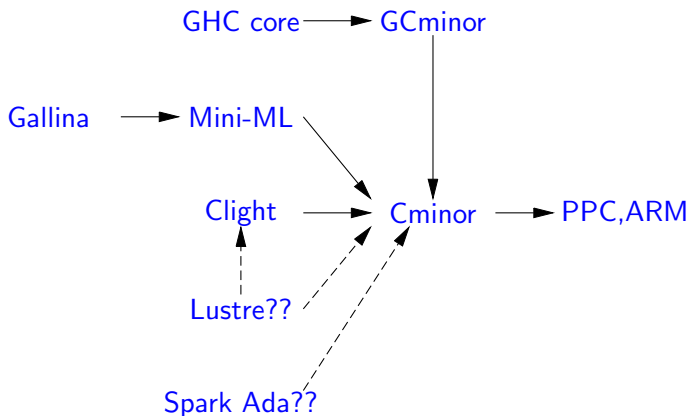 GHC core GCminor
Gallina Mini-ML
Clight Cminor PPC,ARM
Lustre??
Spark Ada??